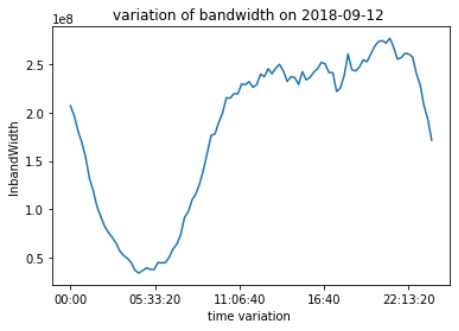 variation of bandwidth on 2018-09-12
1e8
2.5
2.0
1.5
1.0
0.5
InbandWidth
00:00 05:33:20 11:06:40 16:40 22:13:20
time variation